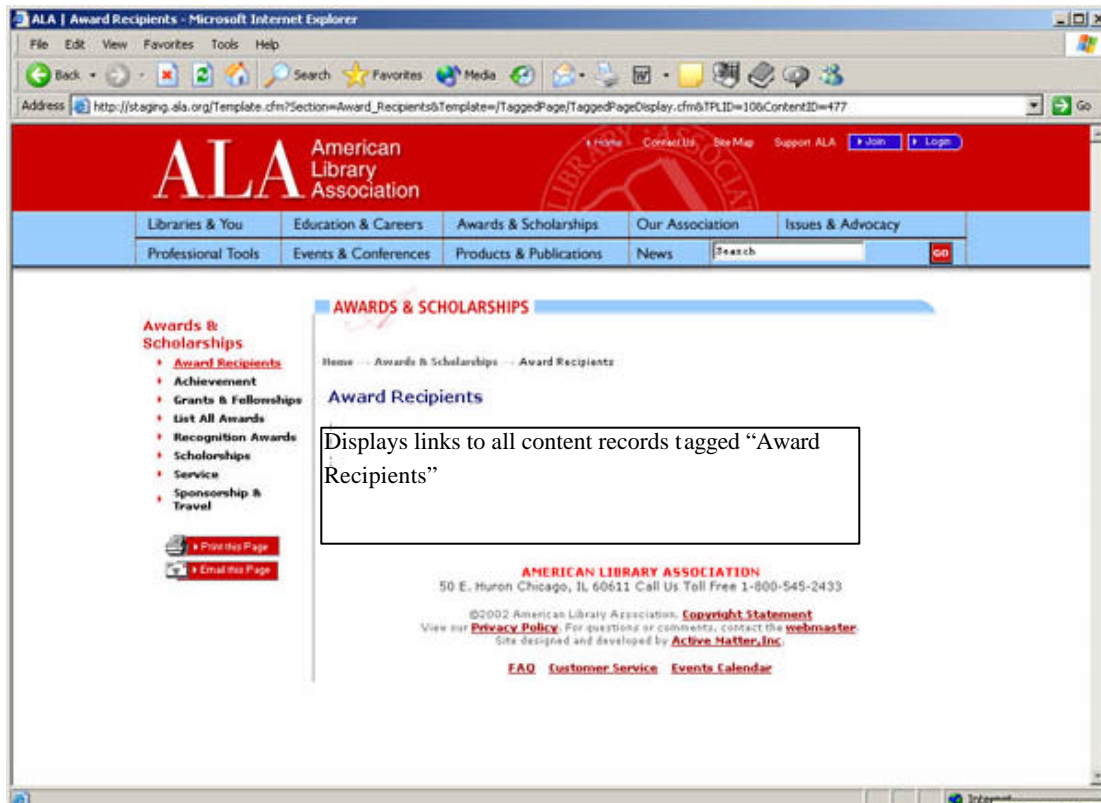 ALA | Award Recipients - Microsoft Internet Explorer
File Edit View Favorites Tools Help
Back Search Favorites Media
Address http://staging.ala.org/Template.cfm?Section=Award_Recipients&Template=/TaggedPage/TaggedPageDisplay.cfm&TPLID=10&ContentID=477 Go
ALA American Library Association
Home Contact Us Site Map Support ALA Join Login
Libraries & You Education & Careers Awards & Scholarships Our Association Issues & Advocacy
Professional Tools Events & Conferences Products & Publications News Search GO
AWARDS & SCHOLARSHIPS
Awards &
Scholarships
Award Recipients
Achievement
Grants & Fellowships
List All Awards
Recognition Awards
Scholorships
Service
Sponsorship &
Travel
Print this Page
Email this Page
Home Awards & Scholarships Award Recipients
Award Recipients
Displays links to all content records tagged “Award
Recipients”
AMERICAN LIBRARY ASSOCIATION
50 E. Huron Chicago, IL 60611 Call Us Toll Free 1-800-545-2433
©2002 American Library Association. Copyright Statement
View our Privacy Policy. For questions or comments, contact the webmaster.
Site designed and developed by Active Matter, Inc.
FAQ Customer Service Events Calendar
Internet